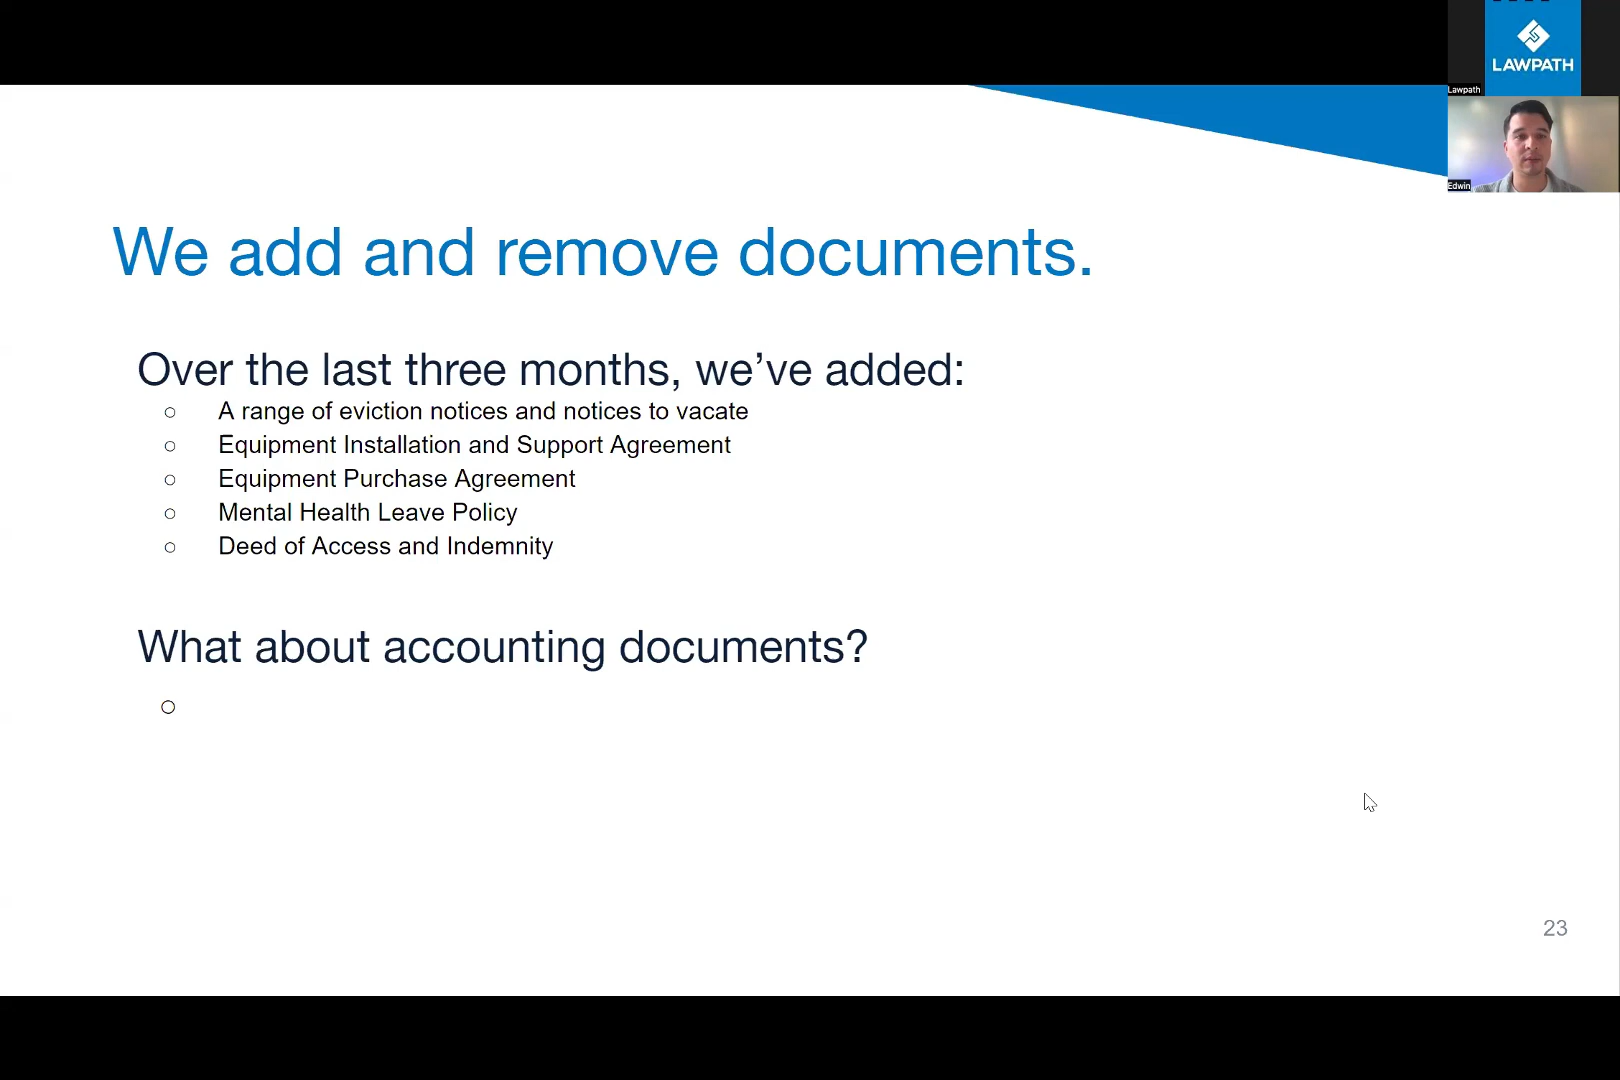 LAWPATH
Lawpath
Edwin
We add and remove documents.
Over the last three months, we’ve added:
○ A range of eviction notices and notices to vacate
○ Equipment Installation and Support Agreement
○ Equipment Purchase Agreement
○ Mental Health Leave Policy
○ Deed of Access and Indemnity
What about accounting documents?
○
23